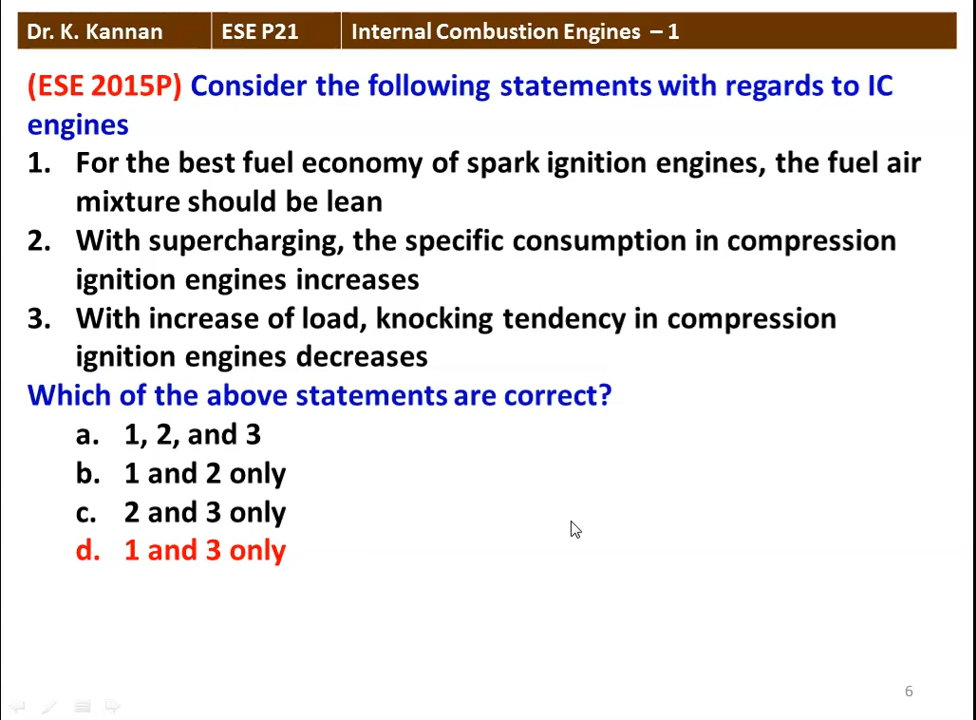 Dr. K. Kannan ESE P21 Internal Combustion Engines – 1
(ESE 2015P) Consider the following statements with regards to IC
engines
1. For the best fuel economy of spark ignition engines, the fuel air
mixture should be lean
2. With supercharging, the specific consumption in compression
ignition engines increases
3. With increase of load, knocking tendency in compression
ignition engines decreases
Which of the above statements are correct?
a. 1, 2, and 3
b. 1 and 2 only
c. 2 and 3 only
d. 1 and 3 only
6